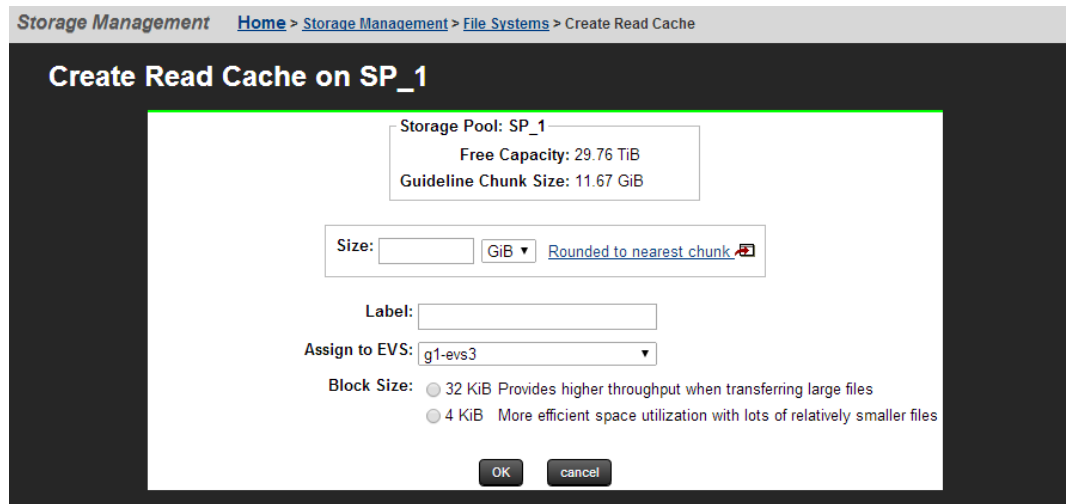 Storage Management Home > Storage Management > File Systems > Create Read Cache
Create Read Cache on SP_1
Storage Pool: SP_1
Free Capacity: 29.76 TiB
Guideline Chunk Size: 11.67 GiB
Size: GiB Rounded to nearest chunk
Label:
Assign to EVS: g1-evs3
Block Size: 32 KiB Provides higher throughput when transferring large files
4 KiB More efficient space utilization with lots of relatively smaller files
OK cancel